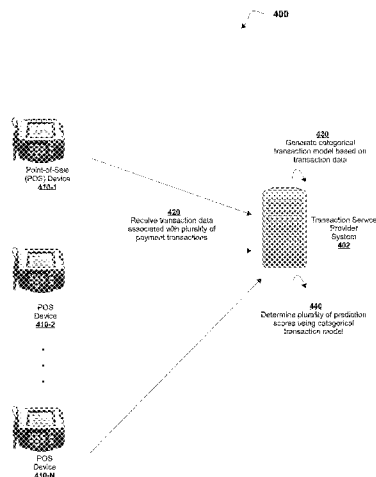 400
430
Generate categorical
transaction model based on
transaction data
Point-of-Sale
(POS) Device
410-1
420
Receive transaction data
associated with plurality of
payment transactions
Transaction Service
Provider
System
402
POS
Device
410-2
440
Determine plurality of prediction
scores using categorical
transaction model
POS
Device
410-N